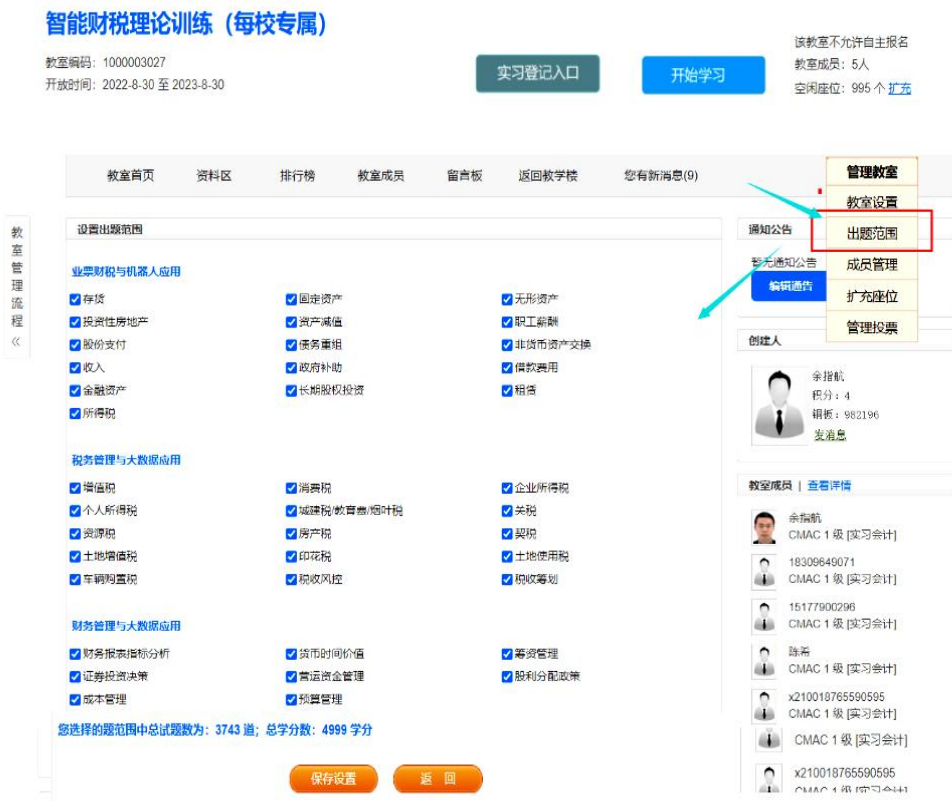 智能财税理论训练（每校专属）
教室编码：1000003027
开放时间：2022-8-30 至 2023-8-30
实习登记入口
开始学习
该教室不允许自主报名
教室成员：5人
空闲座位：995 个 扩充
教室首页 资料区 排行榜 教室成员 留言板 返回教学楼 您有新消息(9)
管理教室
教室设置
出题范围
成员管理
扩充座位
管理投票
教室管理流程
《
设置出题范围
业票财税与机器人应用
存货 固定资产 无形资产
投资性房地产 资产减值 职工薪酬
股份支付 债务重组 非货币资产交换
收入 政府补助 借款费用
金融资产 长期股权投资 租赁
所得税
税务管理与大数据应用
增值税 消费税 企业所得税
个人所得税 城建税/教育费/烟叶税 关税
资源税 房产税 契税
土地增值税 印花税 土地使用税
车辆购置税 税收风控 税收筹划
财务管理与大数据应用
财务报表指标分析 货币时间价值 筹资管理
证券投资决策 营运资金管理 股利分配政策
成本管理 预算管理
您选择的题范围中总试题数为：3743 道；总学分数：4999 学分
保存设置
返 回
通知公告
暂无通知公告
编辑通告
创建人
余指航
积分：4
铜板：982196
发消息
教室成员 | 查看详情
余指航
CMAC 1 级 [实习会计]
18309649071
CMAC 1 级 [实习会计]
15177900296
CMAC 1 级 [实习会计]
陈希
CMAC 1 级 [实习会计]
x210018765590595
CMAC 1 级 [实习会计]
CMAC 1 级 [实习会计]
x210018765590595
CMAC 1 级 [实习会计]